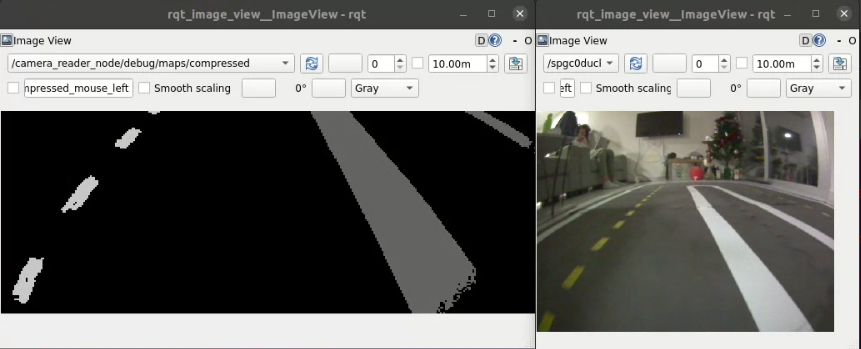 rqt_image_view__ImageView - rqt
Image View
D
- O
/camera_reader_node/debug/maps/compressed
0
10.00m
npressed_mouse_left
Smooth scaling
0°
Gray
rqt_image_view__ImageView - rqt
Image View
D
- O
/spgc0ducl
0
10.00m
eft
Smooth scaling
0°
Gray